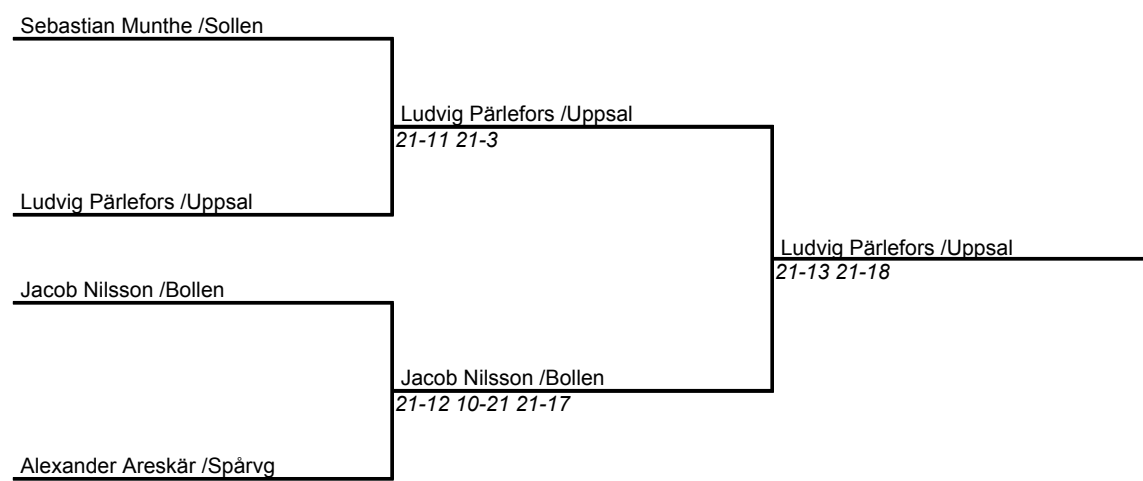 Sebastian Munthe /Sollen
Ludvig Pärlefors /Uppsal
21-11 21-3
Ludvig Pärlefors /Uppsal
Ludvig Pärlefors /Uppsal
21-13 21-18
Jacob Nilsson /Bollen
Jacob Nilsson /Bollen
21-12 10-21 21-17
Alexander Areskär /Spårvg